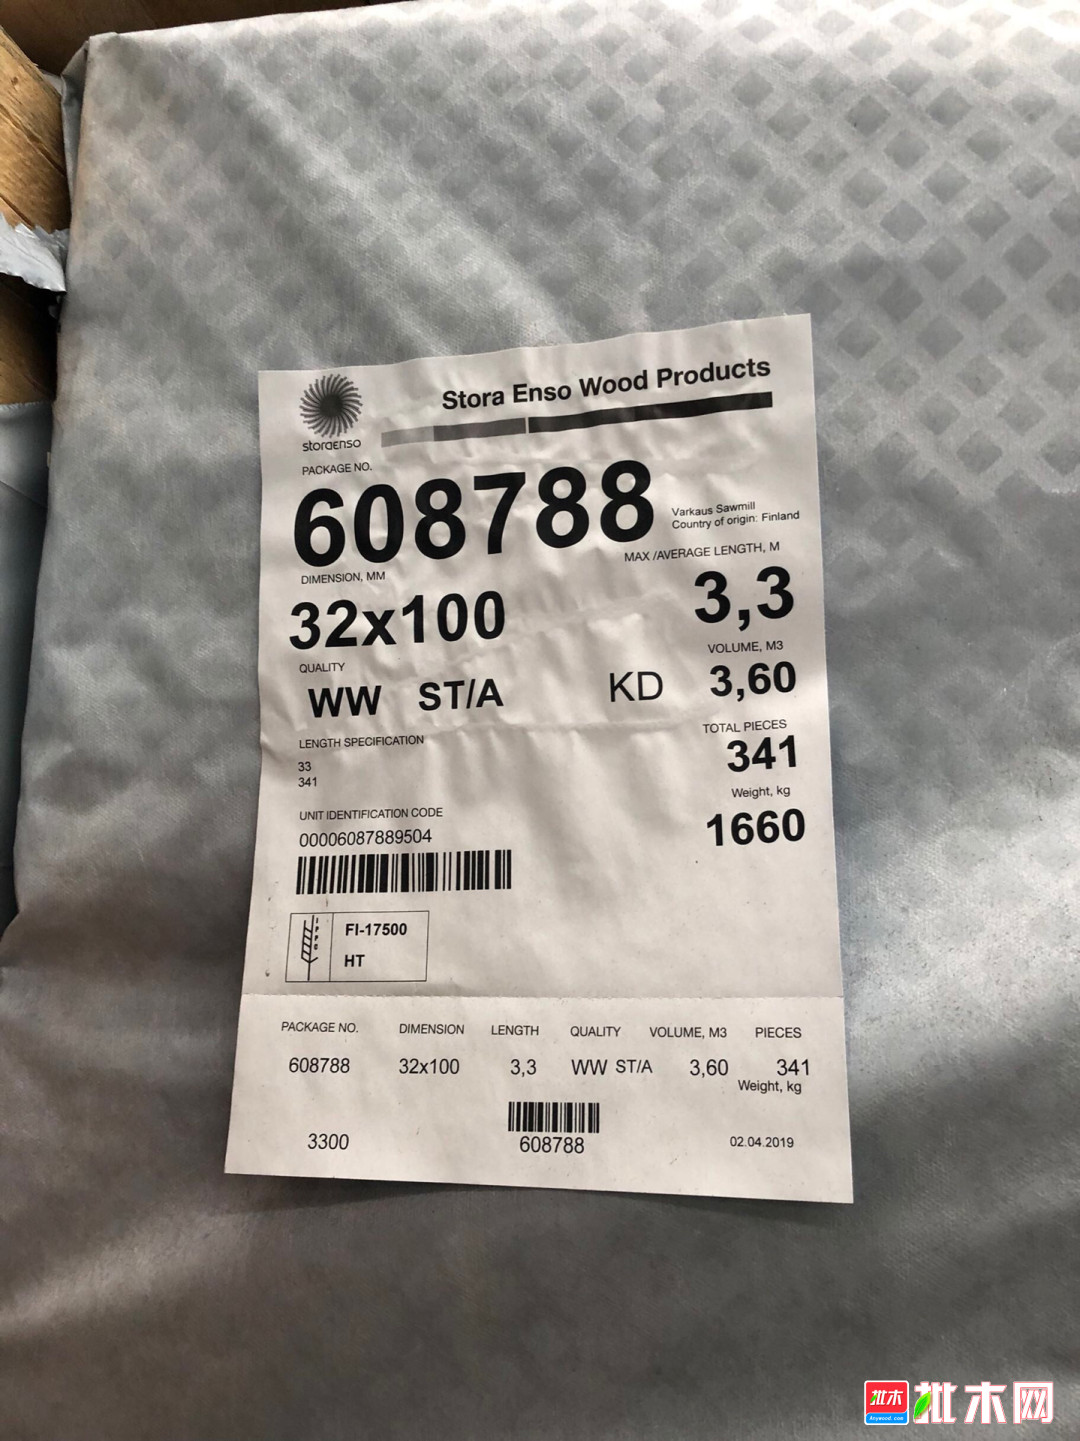 storaenso
Stora Enso Wood Products
PACKAGE NO.
608788
Varkaus Sawmill
Country of origin: Finland
DIMENSION, MM
MAX /AVERAGE LENGTH, M
32x100
3,3
QUALITY
VOLUME, M3
WW ST/A KD 3,60
LENGTH SPECIFICATION
TOTAL PIECES
33
341
341
Weight, kg
1660
UNIT IDENTIFICATION CODE
00006087889504
IPPC
FI-17500
HT
PACKAGE NO. DIMENSION LENGTH QUALITY VOLUME, M3 PIECES
608788 32x100 3,3 WW ST/A 3,60 341
Weight, kg
3300 608788 02.04.2019
批木 批木网
Anywood.com